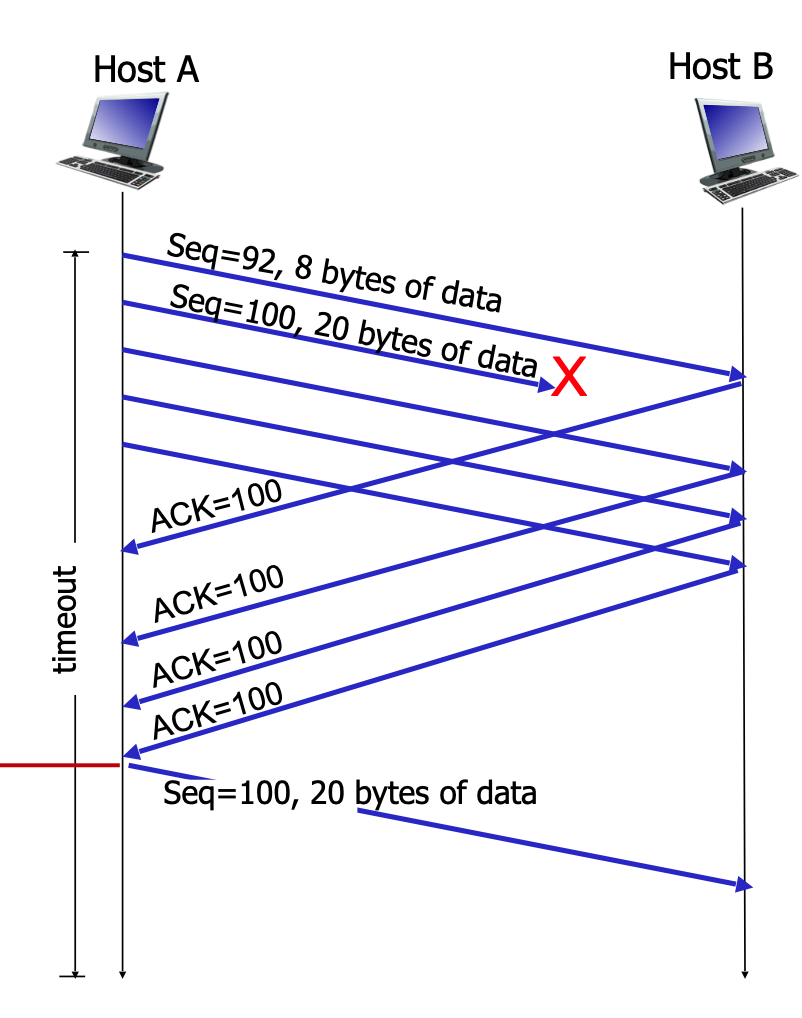 Host A
Host B
Seq=92, 8 bytes of data
Seq=100, 20 bytes of data
X
ACK=100
ACK=100
ACK=100
ACK=100
timeout
Seq=100, 20 bytes of data